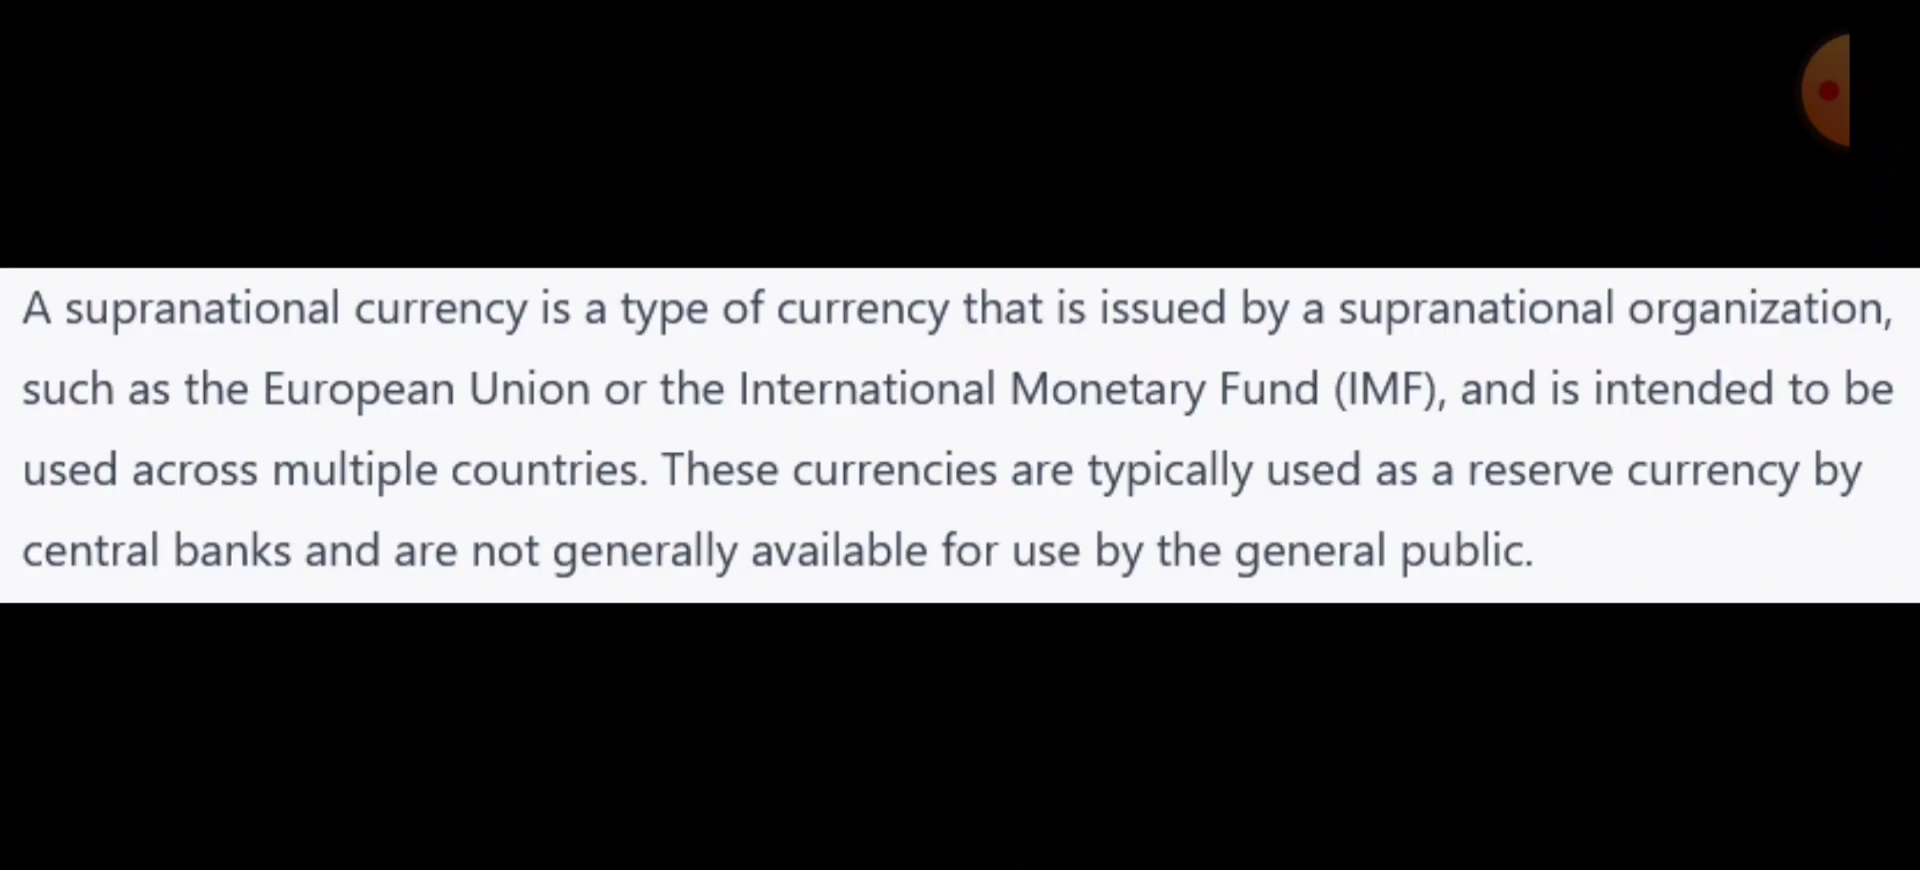 A supranational currency is a type of currency that is issued by a supranational organization,
such as the European Union or the International Monetary Fund (IMF), and is intended to be
used across multiple countries. These currencies are typically used as a reserve currency by
central banks and are not generally available for use by the general public.